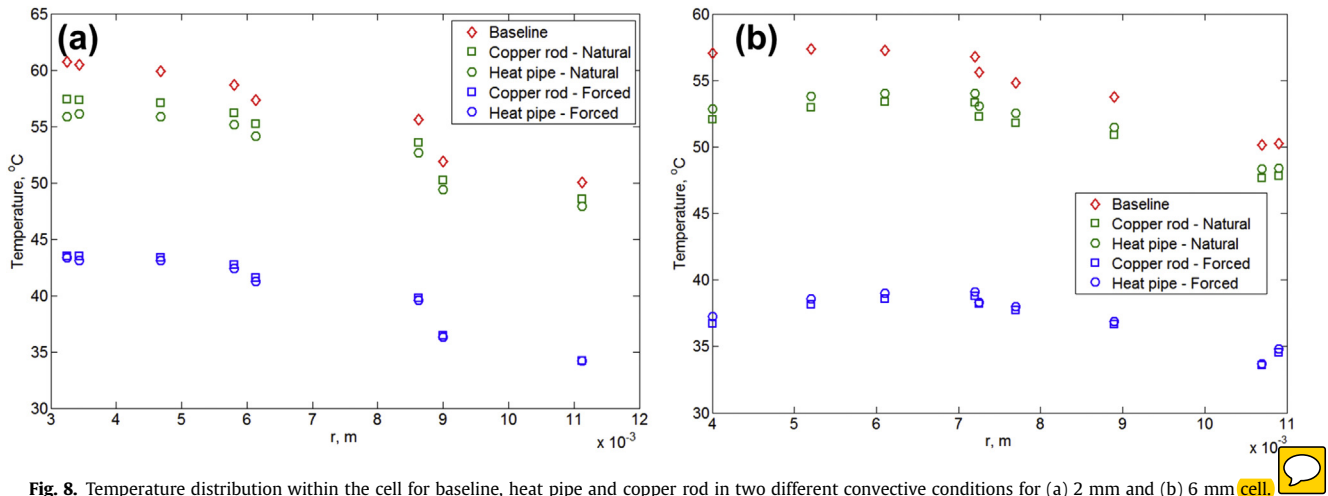 (a)
65
60
55
50
45
40
35
30
Temperature, °C
Baseline
Copper rod - Natural
Heat pipe - Natural
Copper rod - Forced
Heat pipe - Forced
3 4 5 6 7 8 9 10 11 12
r, m
x 10⁻³
(b)
60
55
50
45
40
35
30
Temperature, °C
Baseline
Copper rod - Natural
Heat pipe - Natural
Copper rod - Forced
Heat pipe - Forced
4 5 6 7 8 9 10 11
r, m
x 10⁻³
Fig. 8. Temperature distribution within the cell for baseline, heat pipe and copper rod in two different convective conditions for (a) 2 mm and (b) 6 mm cell.